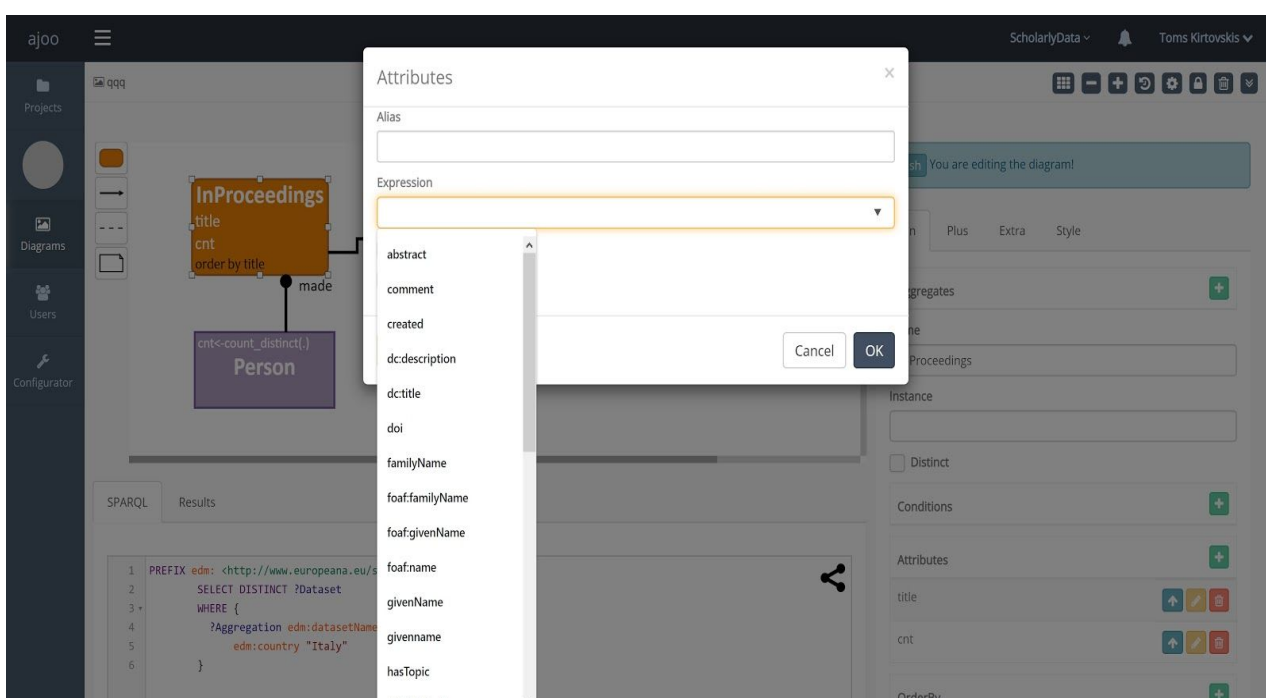 ajoo
ScholarlyData
Toms Kirtovskis
Projects
qqq
Attributes
×
Alias
You are editing the diagram!
Expression
InProceedings
title
cnt
order by title
made
Diagrams
Plus
Extra
Style
abstract
comment
created
dc:description
dc:title
doi
familyName
foaf:familyName
foaf:givenName
foaf:name
givenName
givenname
hasTopic
Users
cnt<-count_distinct(.)
Person
Configurator
Cancel
OK
Proceedings
Instance
Distinct
SPARQL
Results
Conditions
Attributes
title
cnt
1 PREFIX edm: <http://www.europeana.eu/s
2 SELECT DISTINCT ?Dataset
3 WHERE {
4 ?Aggregation edm:datasetName
5 edm:country "Italy"
6 }
OrderBy